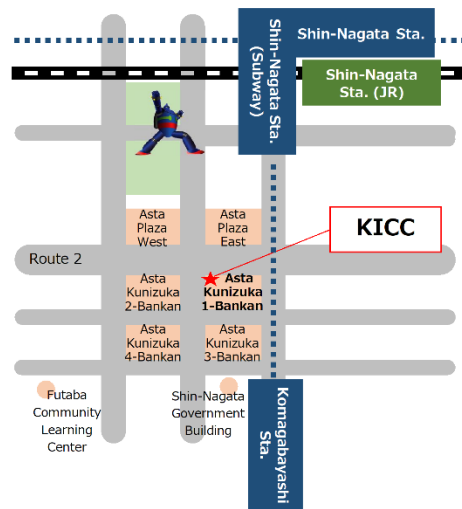 Shin-Nagata Sta.
Shin-Nagata
Sta. (JR)
Shin-Nagata Sta.
(Subway)
Asta
Plaza
West
Asta
Plaza
East
KICC
Route 2
Asta
Kunizuka
2-Bankan
Asta
Kunizuka
1-Bankan
Asta
Kunizuka
4-Bankan
Asta
Kunizuka
3-Bankan
Futaba
Community
Learning
Center
Shin-Nagata
Government
Building
Komagabayashi
Sta.